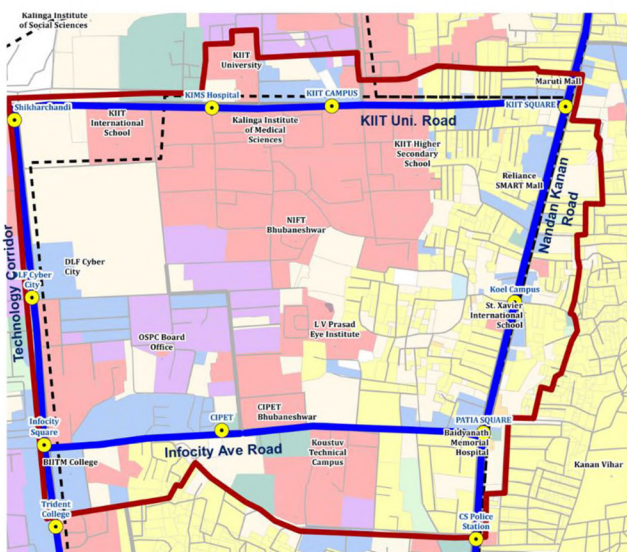 Kalinga Institute
of Social Sciences
KIIT
University
Maruti Mall
Shikharchandi
KIMS Hospital
KIIT CAMPUS
KIIT SQUARE
KIIT
International
School
Kalinga Institute
of Medical
Sciences
KIIT Uni. Road
KIIT Higher
Secondary
School
Reliance
SMART Mall
Nandan Kanan
Road
NIFT
Bhubaneshwar
Technology Corridor
DLF Cyber
City
DLF Cyber
City
Koel Campus
St. Xavier
International
School
OSPC Board
Office
L V Prasad
Eye Institute
Infocity
Square
CIPET
CIPET
Bhubaneshwar
PATIA SQUARE
Baidyanath
Memorial
Hospital
BIITM College
Infocity Ave Road
Koustuv
Technical
Campus
Kanan Vihar
Trident
College
CS Police
Station